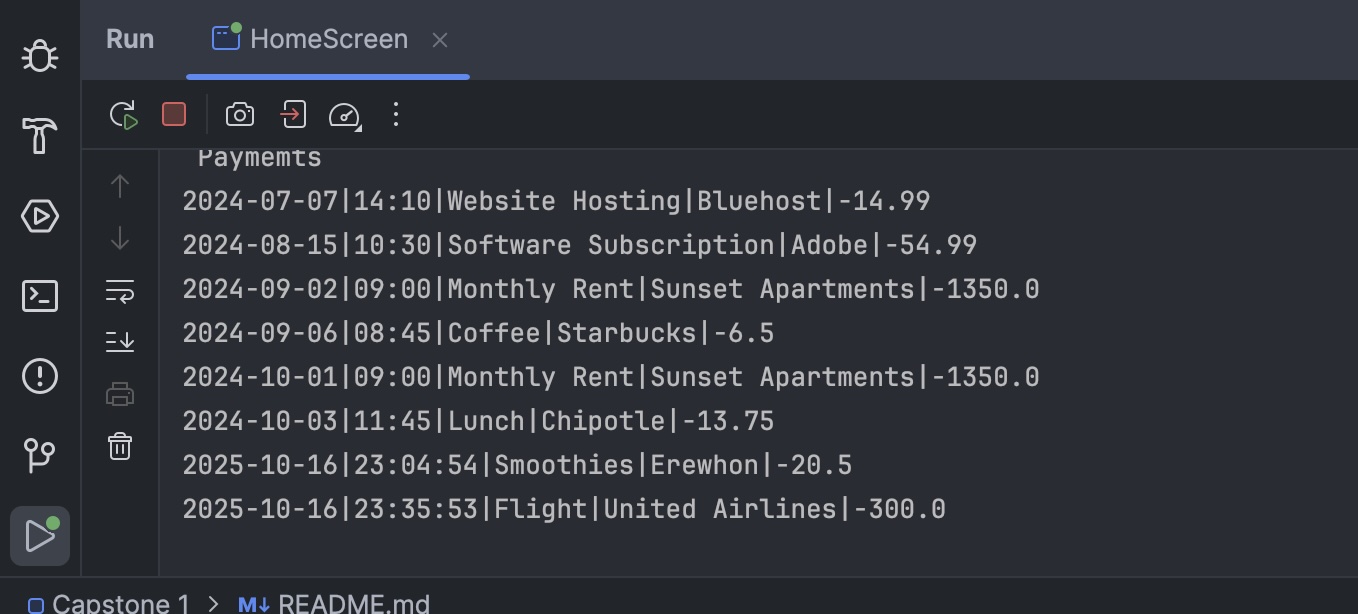 Run HomeScreen
Paymemts
2024-07-07|14:10|Website Hosting|Bluehost|-14.99
2024-08-15|10:30|Software Subscription|Adobe|-54.99
2024-09-02|09:00|Monthly Rent|Sunset Apartments|-1350.0
2024-09-06|08:45|Coffee|Starbucks|-6.5
2024-10-01|09:00|Monthly Rent|Sunset Apartments|-1350.0
2024-10-03|11:45|Lunch|Chipotle|-13.75
2025-10-16|23:04:54|Smoothies|Erewhon|-20.5
2025-10-16|23:35:53|Flight|United Airlines|-300.0
Capstone 1 > M↓ README.md